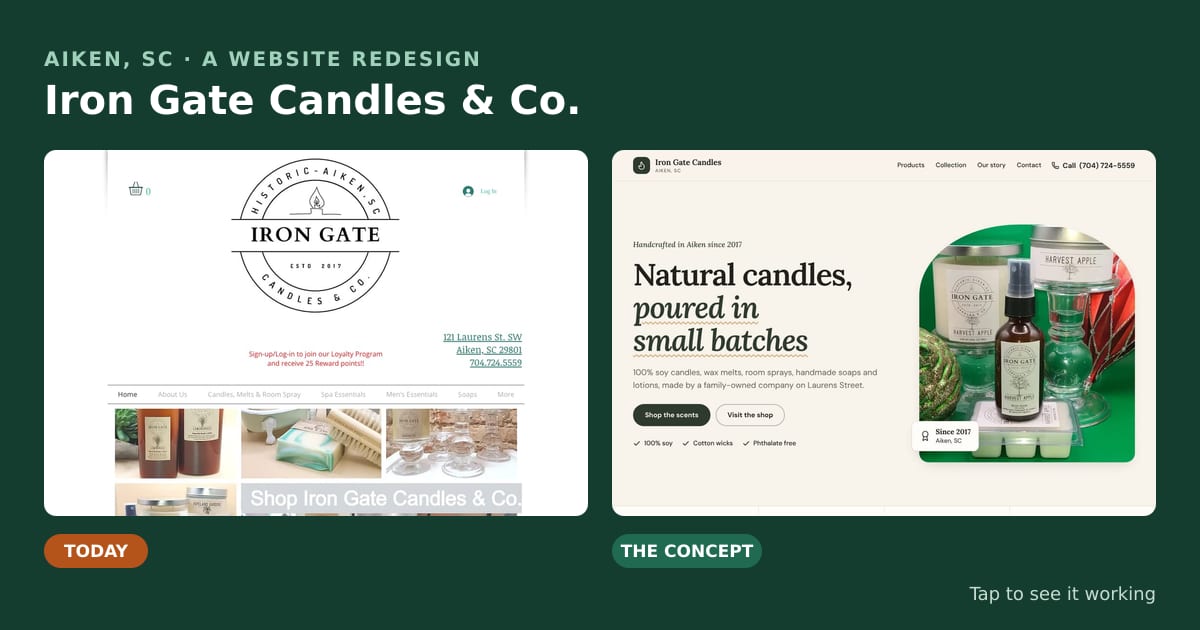 AIKEN, SC · A WEBSITE REDESIGN
Iron Gate Candles & Co.
0
HISTORIC-AIKEN, SC
IRON GATE
ESTD 2017
CANDLES & CO.
Log In
121 Laurens St. SW
Aiken, SC 29801
704.724.5559
Sign-up/Log-in to join our Loyalty Program
and receive 25 Reward points!!
Home About Us Candles, Melts & Room Spray Spa Essentials Men's Essentials Soaps More
Shop Iron Gate Candles & Co.
Iron Gate Candles
AIKEN, SC
Products Collection Our story Contact Call (704) 724-5559
Handcrafted in Aiken since 2017
Natural candles,
poured in
small batches
100% soy candles, wax melts, room sprays, handmade soaps and
lotions, made by a family-owned company on Laurens Street.
Shop the scents Visit the shop
100% soy Cotton wicks Phthalate free
HARVEST APPLE
IRON GATE
HARVEST APPLE
IRON GATE
Since 2017
Aiken, SC
TODAY
THE CONCEPT
Tap to see it working